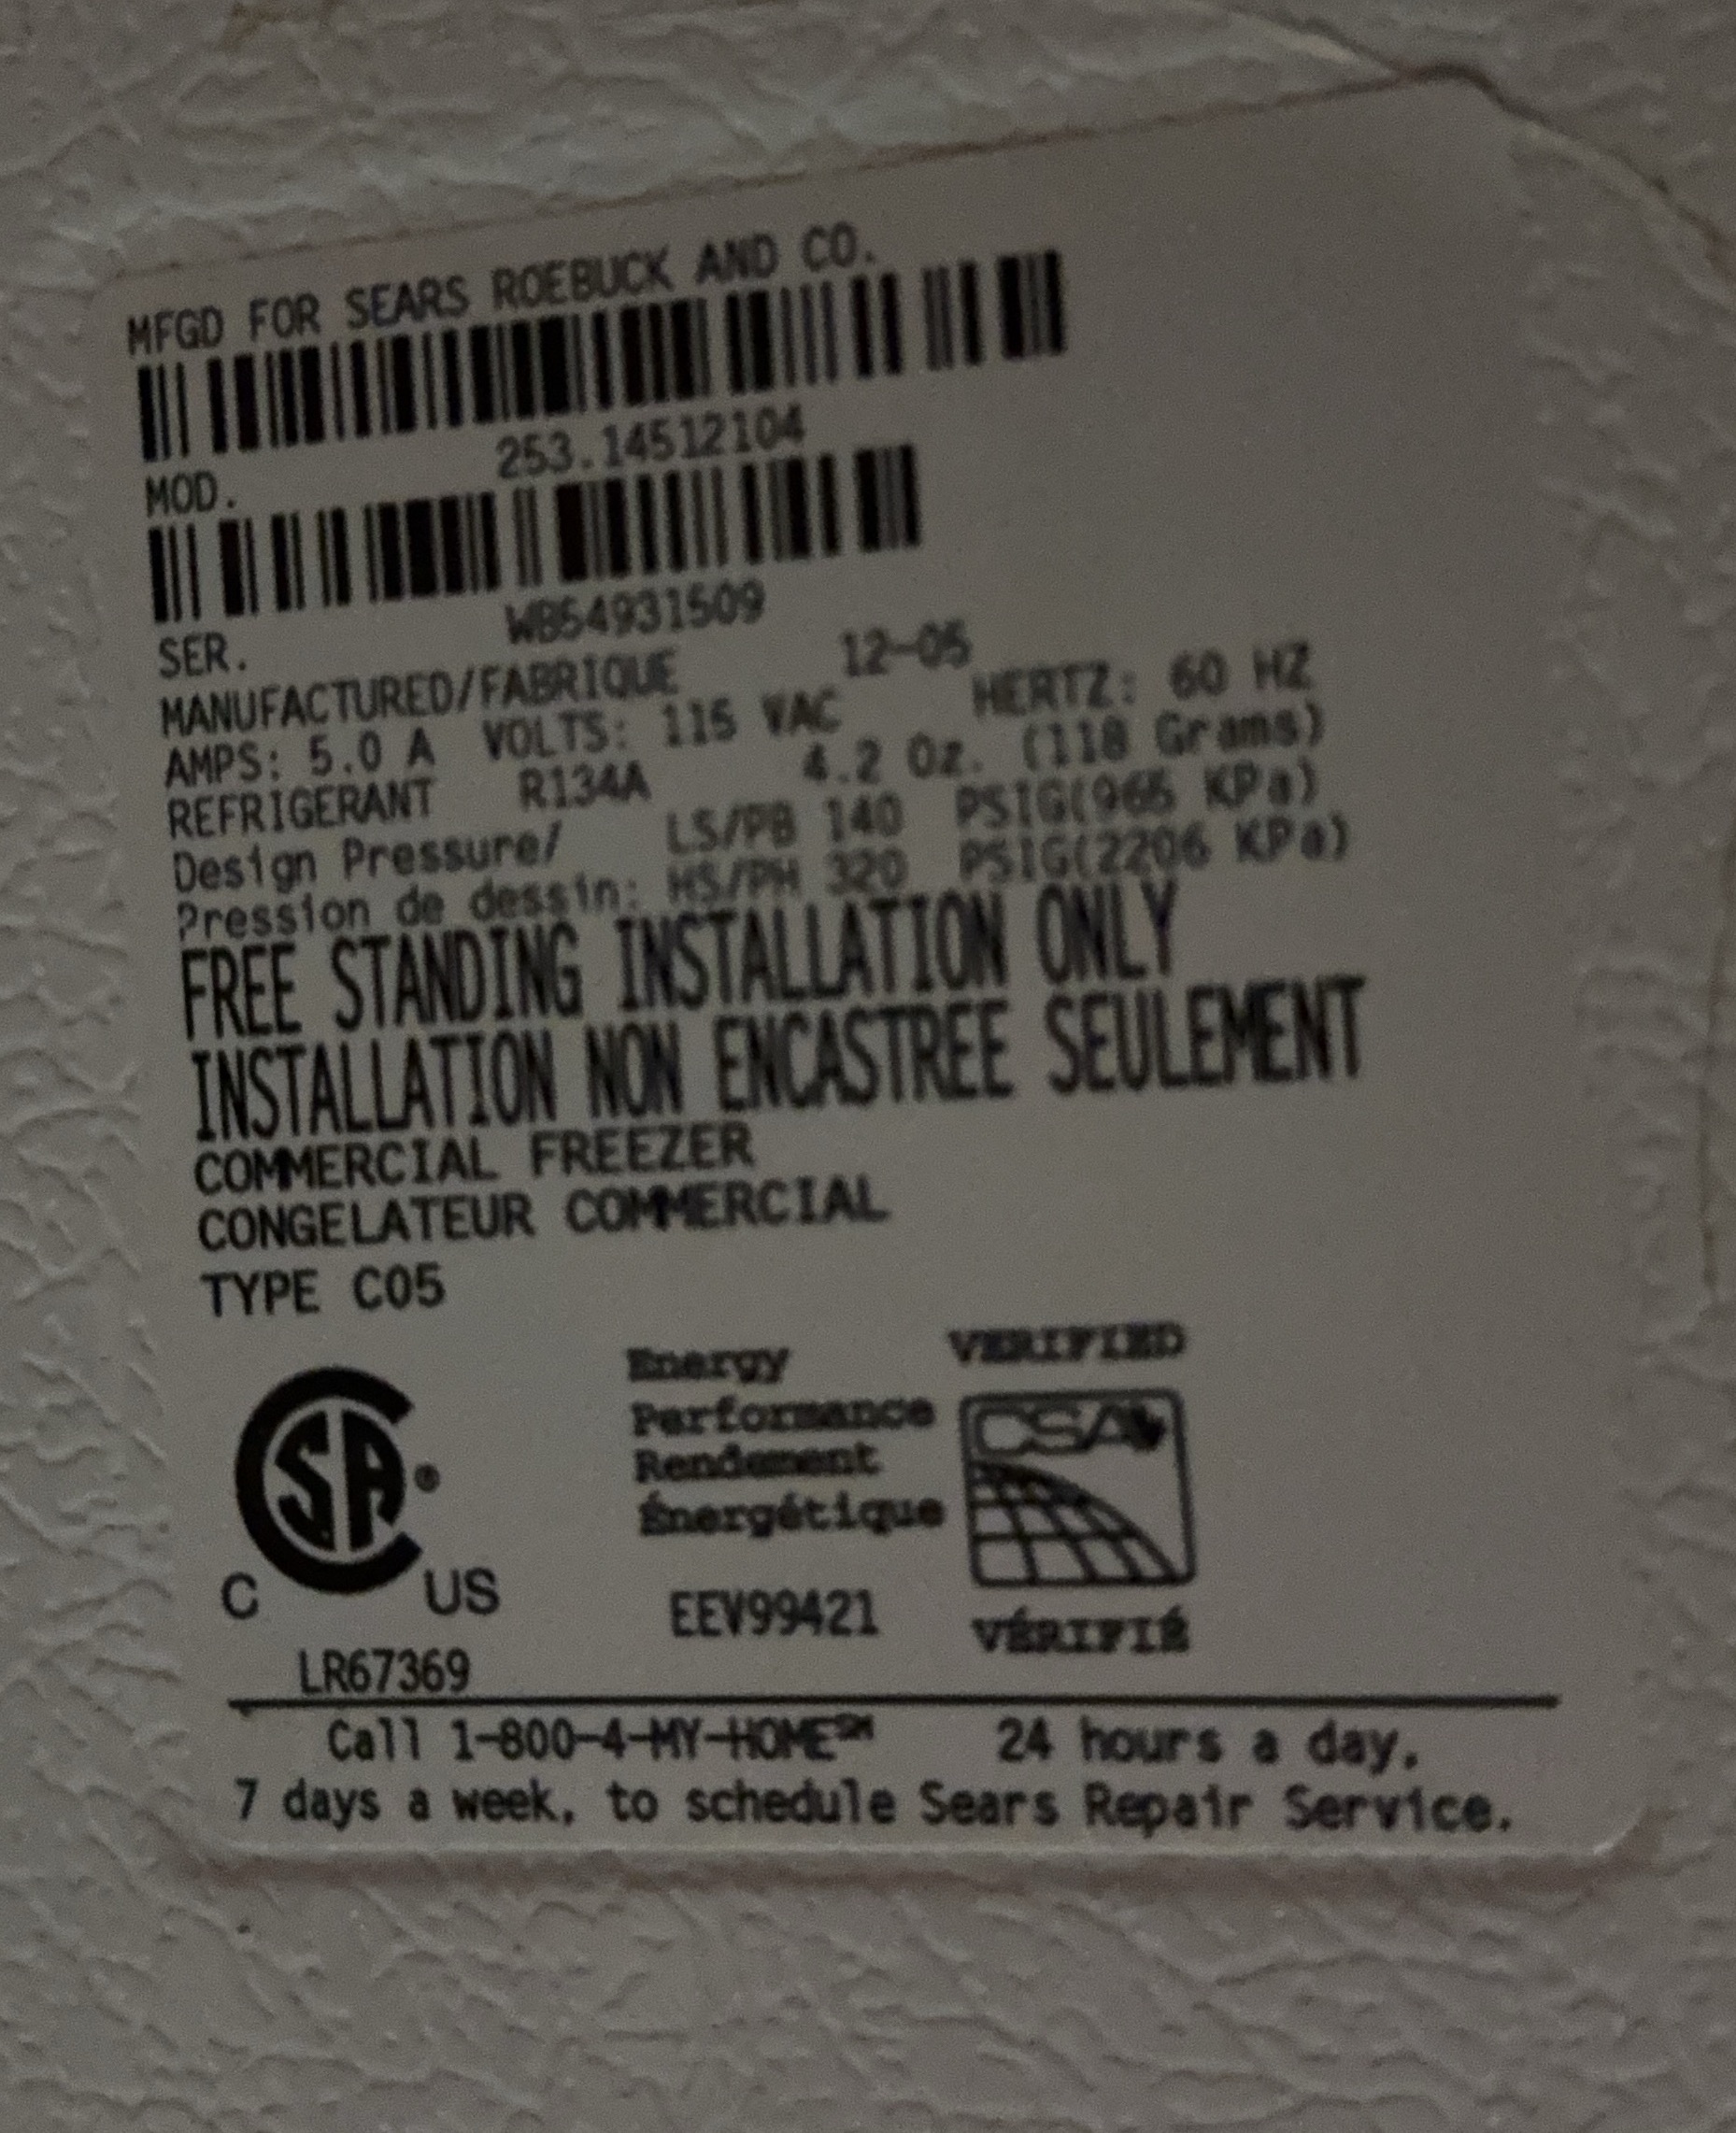 MFGD FOR SEARS ROEBUCK AND CO.
MOD. 253.14512104
SER. WB54931509
MANUFACTURED/FABRIQUE 12-05
AMPS: 5.0 A VOLTS: 115 VAC HERTZ: 60 HZ
REFRIGERANT R134A 4.2 Oz. (118 Grams)
Design Pressure/ LS/PB 140 PSIG(965 KPa)
Pression de dessin: HS/PH 320 PSIG(2206 KPa)
FREE STANDING INSTALLATION ONLY
INSTALLATION NON ENCASTREE SEULEMENT
COMMERCIAL FREEZER
CONGELATEUR COMMERCIAL
TYPE C05
SA®
C US
LR67369
Energy
Performance
Rendement
Énergétique
EEV99421
VERIFIED
CSA
VÉRIFIÉ
Call 1-800-4-MY-HOME℠ 24 hours a day,
7 days a week, to schedule Sears Repair Service.